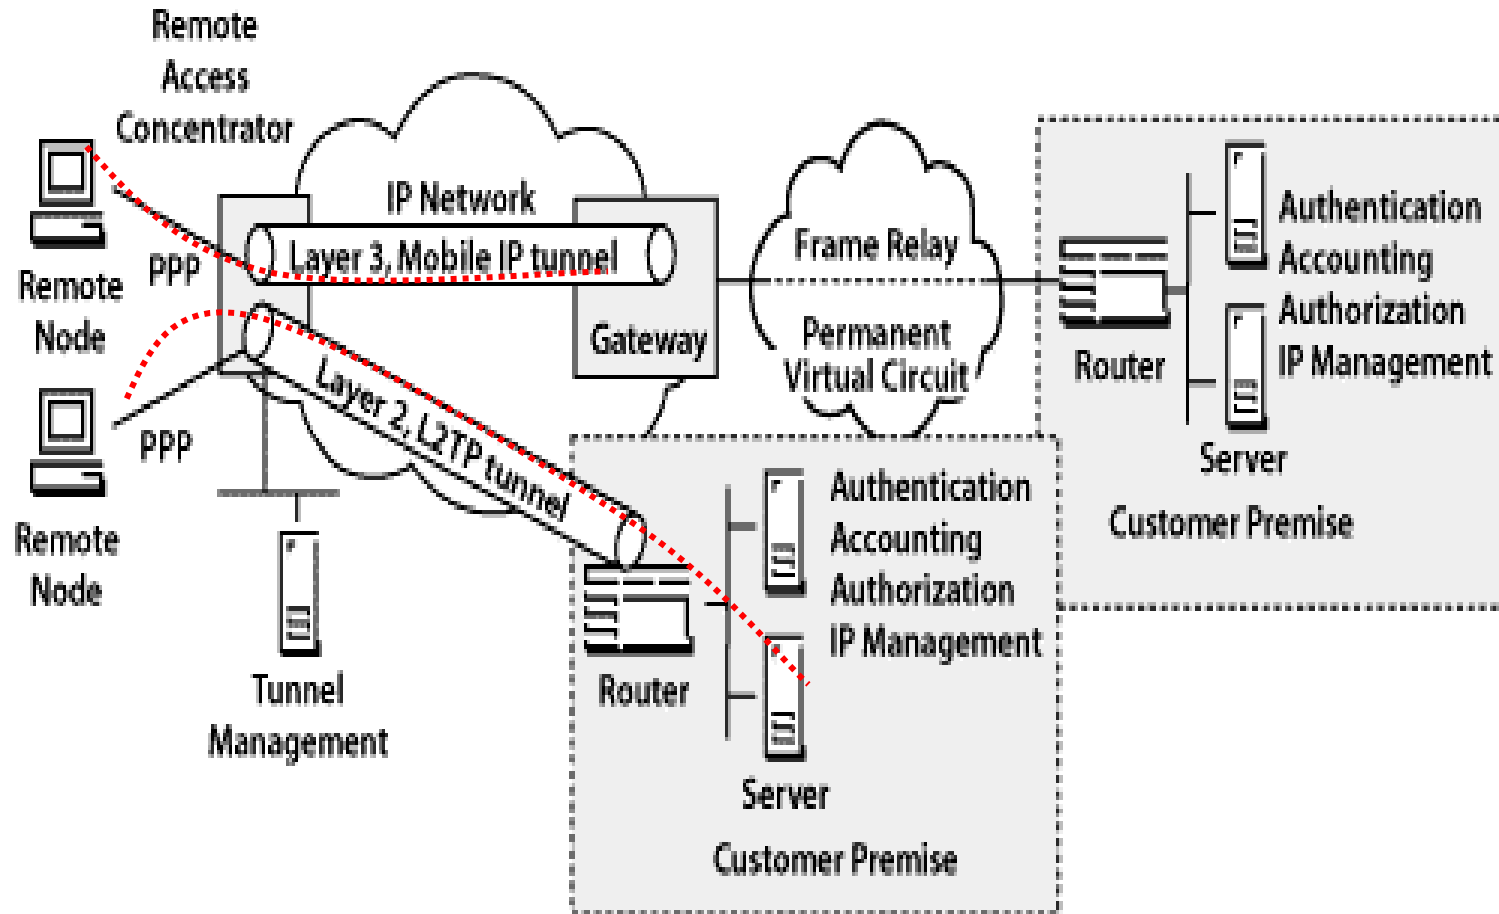 Remote
Access
Concentrator
IP Network
Layer 3, Mobile IP tunnel
PPP
Remote
Node
Gateway
Frame Relay
Permanent
Virtual Circuit
Router
Authentication
Accounting
Authorization
IP Management
Server
Customer Premise
PPP
Layer 2, L2TP tunnel
Remote
Node
Tunnel
Management
Authentication
Accounting
Authorization
IP Management
Router
Server
Customer Premise